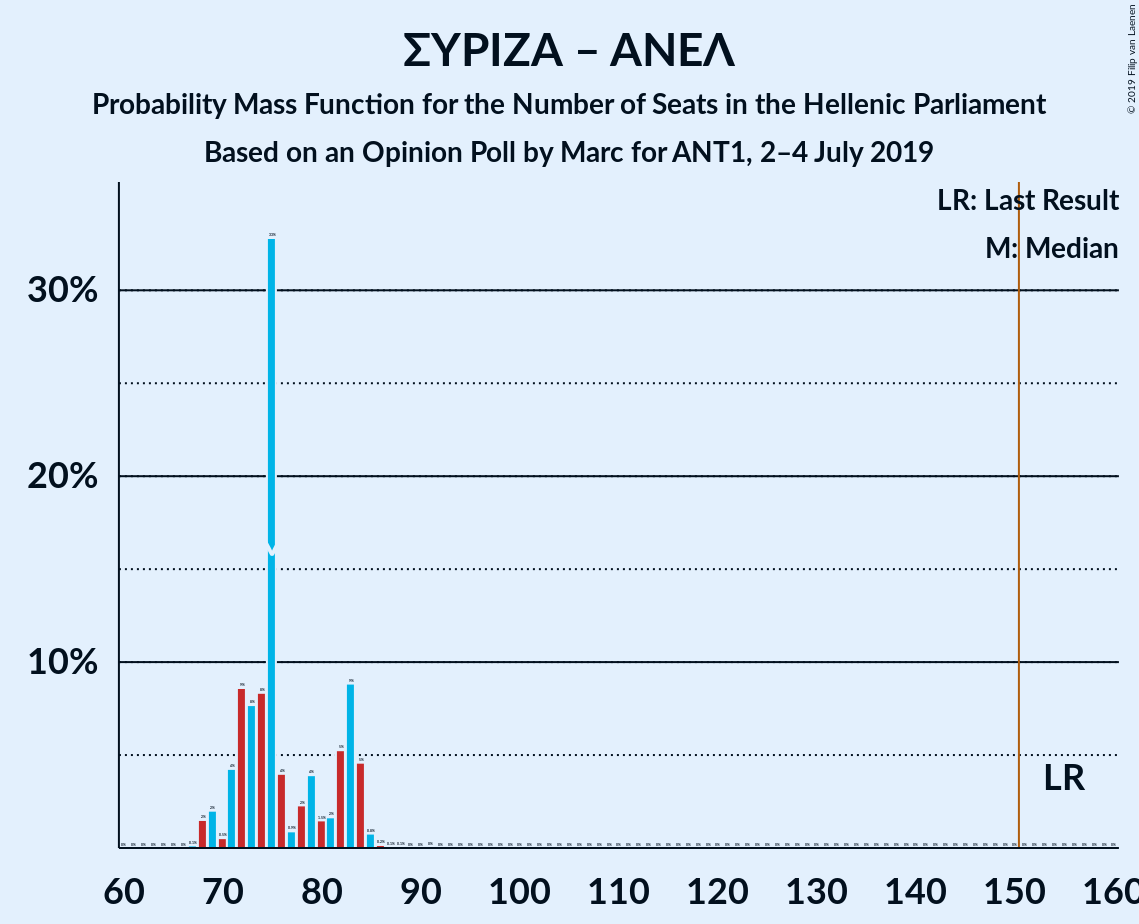 ΣΥΡΙΖΑ – ΑΝΕΛ
Probability Mass Function for the Number of Seats in the Hellenic Parliament
Based on an Opinion Poll by Marc for ANT1, 2–4 July 2019
© 2019 Filip van Laenen
LR: Last Result
M: Median
30%
20%
10%
LR
60 70 80 90 100 110 120 130 140 150 160